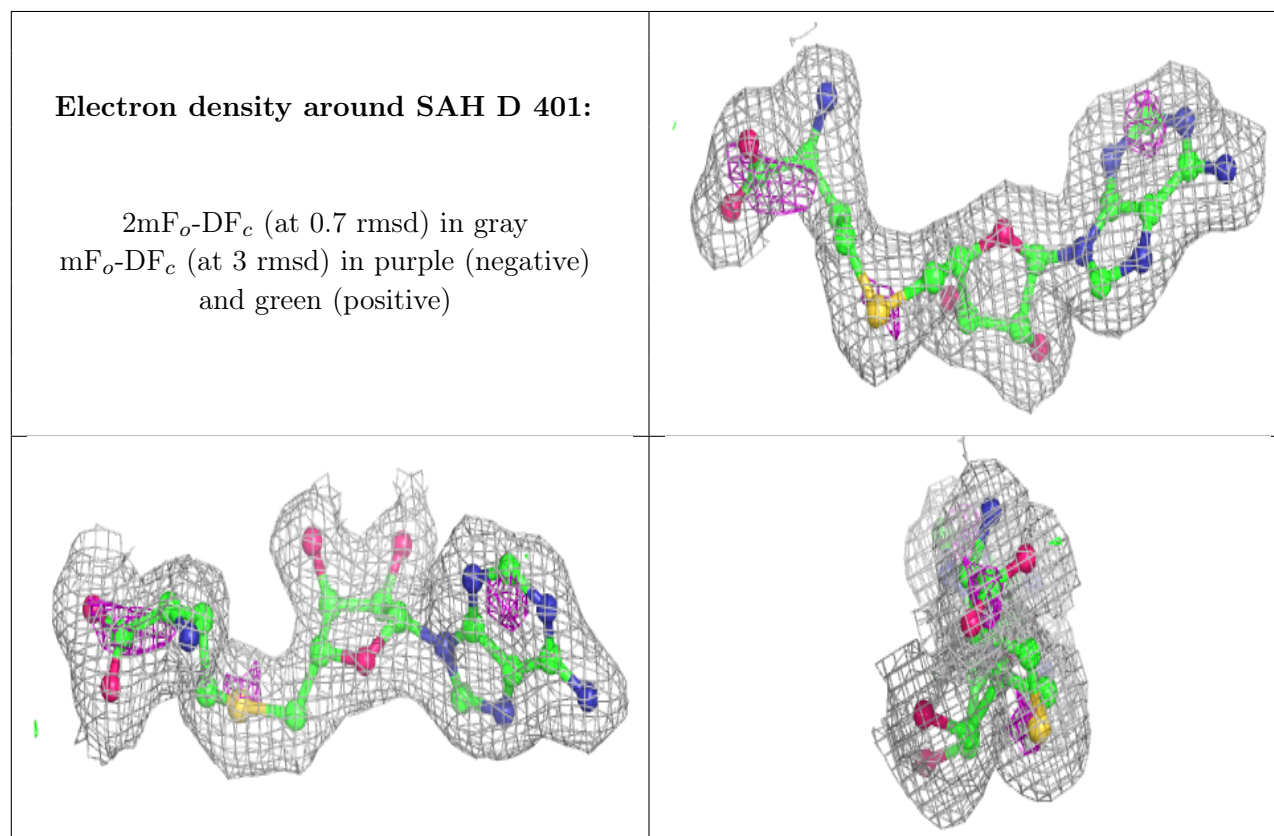 Electron density around SAH D 401:
2mFo-DFc (at 0.7 rmsd) in gray
mFo-DFc (at 3 rmsd) in purple (negative)
and green (positive)